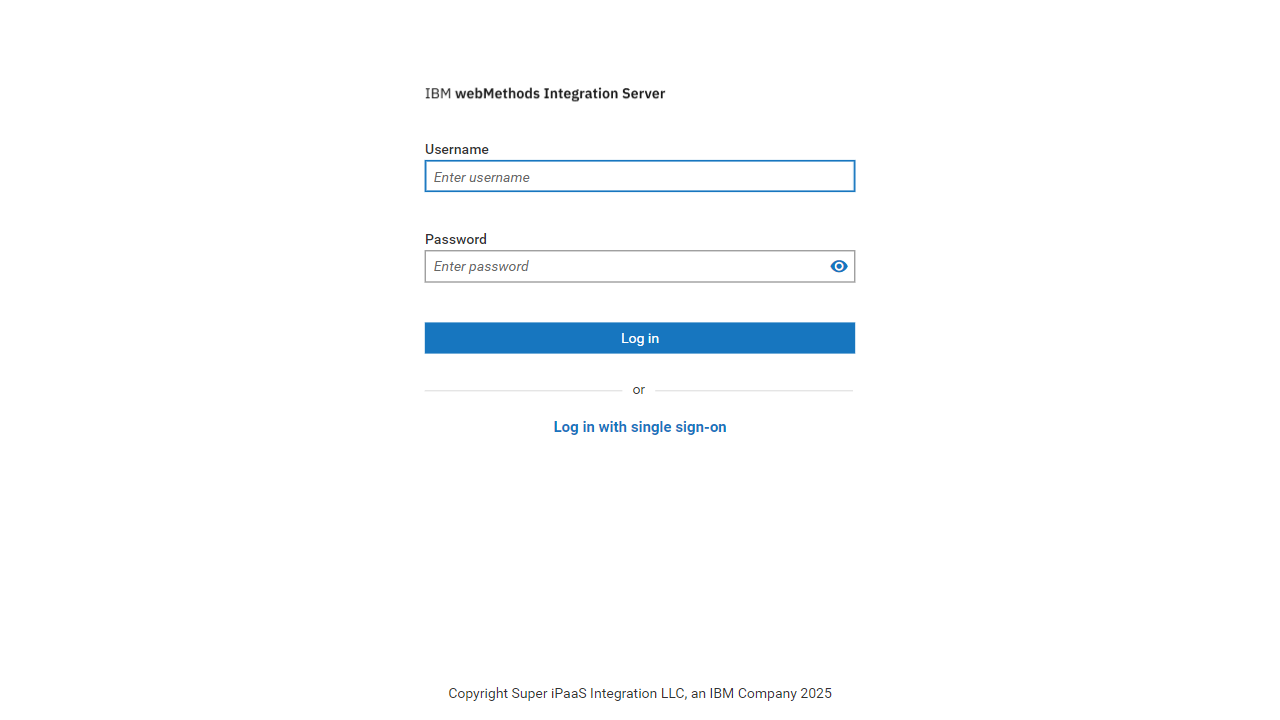 IBM webMethods Integration Server
Username
Enter username
Password
Enter password
Log in
or
Log in with single sign-on
Copyright Super iPaaS Integration LLC, an IBM Company 2025